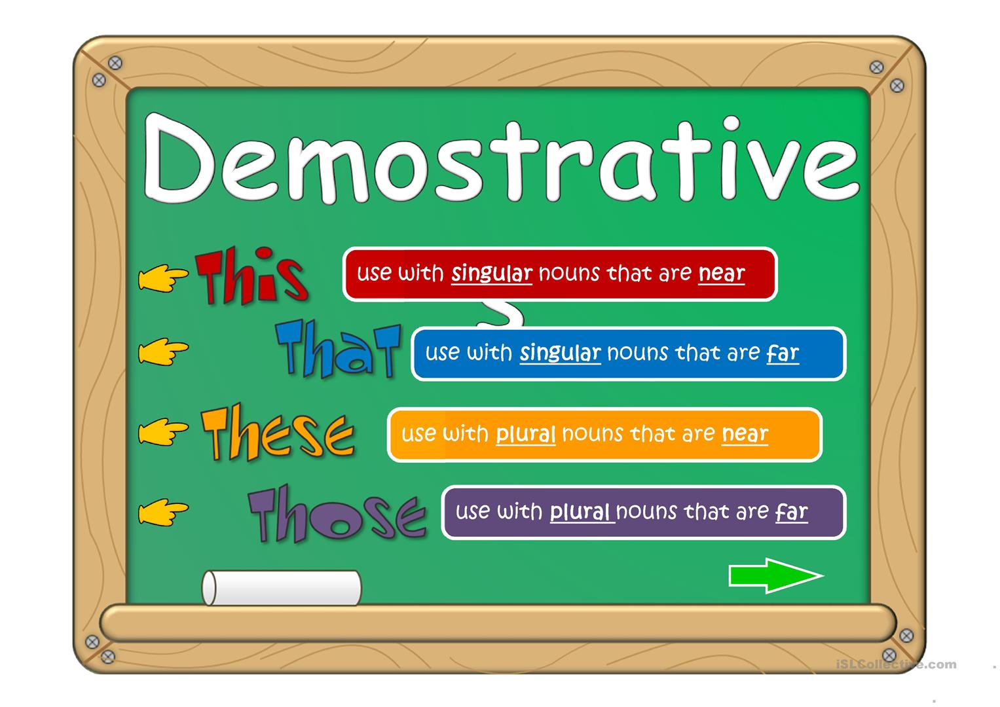 Demostrative
s
This
use with singular nouns that are near
That
use with singular nouns that are far
These
use with plural nouns that are near
Those
use with plural nouns that are far
iSLCollective.com